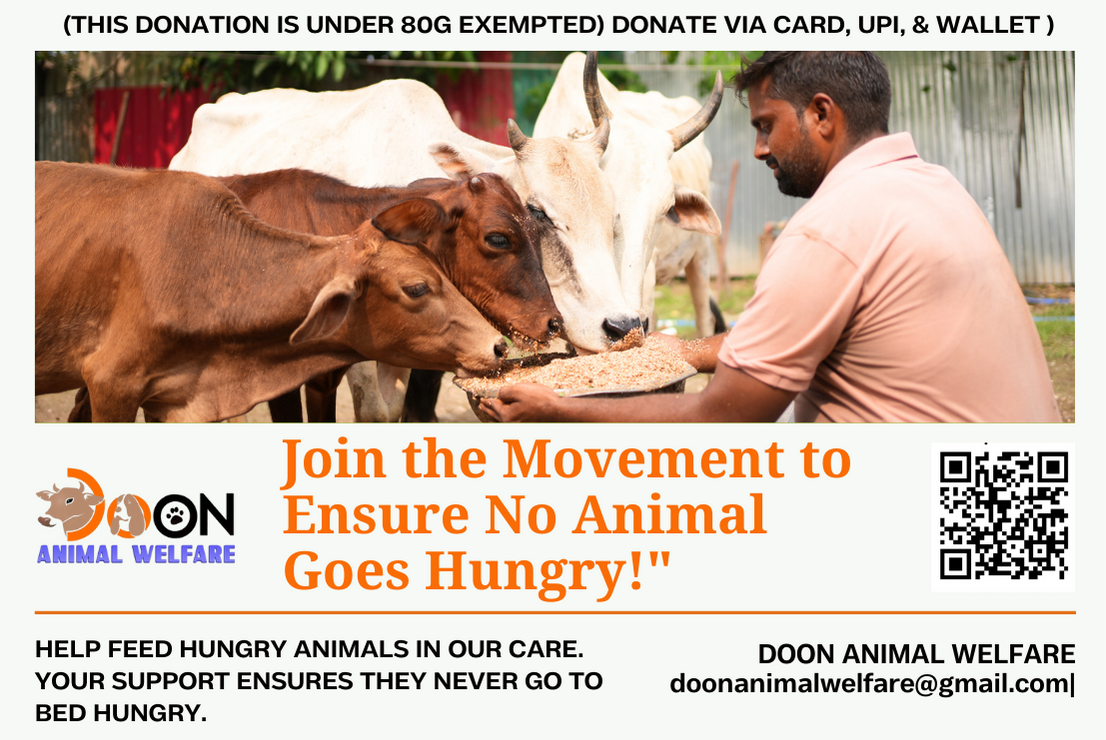 (THIS DONATION IS UNDER 80G EXEMPTED) DONATE VIA CARD, UPI, & WALLET )
DOON
ANIMAL WELFARE
Join the Movement to
Ensure No Animal
Goes Hungry!"
HELP FEED HUNGRY ANIMALS IN OUR CARE.
YOUR SUPPORT ENSURES THEY NEVER GO TO
BED HUNGRY.
DOON ANIMAL WELFARE
doonanimalwelfare@gmail.com|